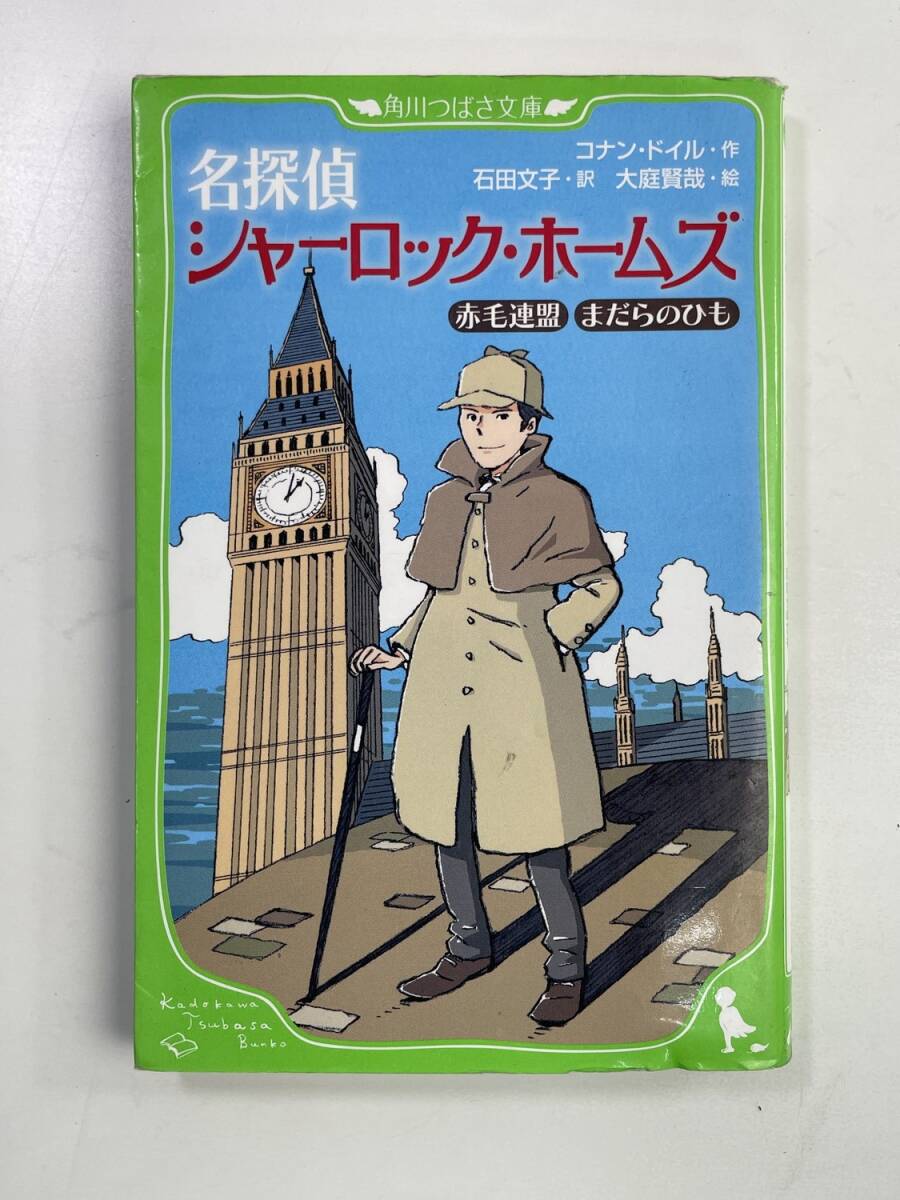 角川つばさ文庫
コナン・ドイル・作
石田文子・訳 大庭賢哉・絵
名探偵
シャーロック・ホームズ
赤毛連盟 まだらのひも
Kadokawa
Tsubasa
Bunko